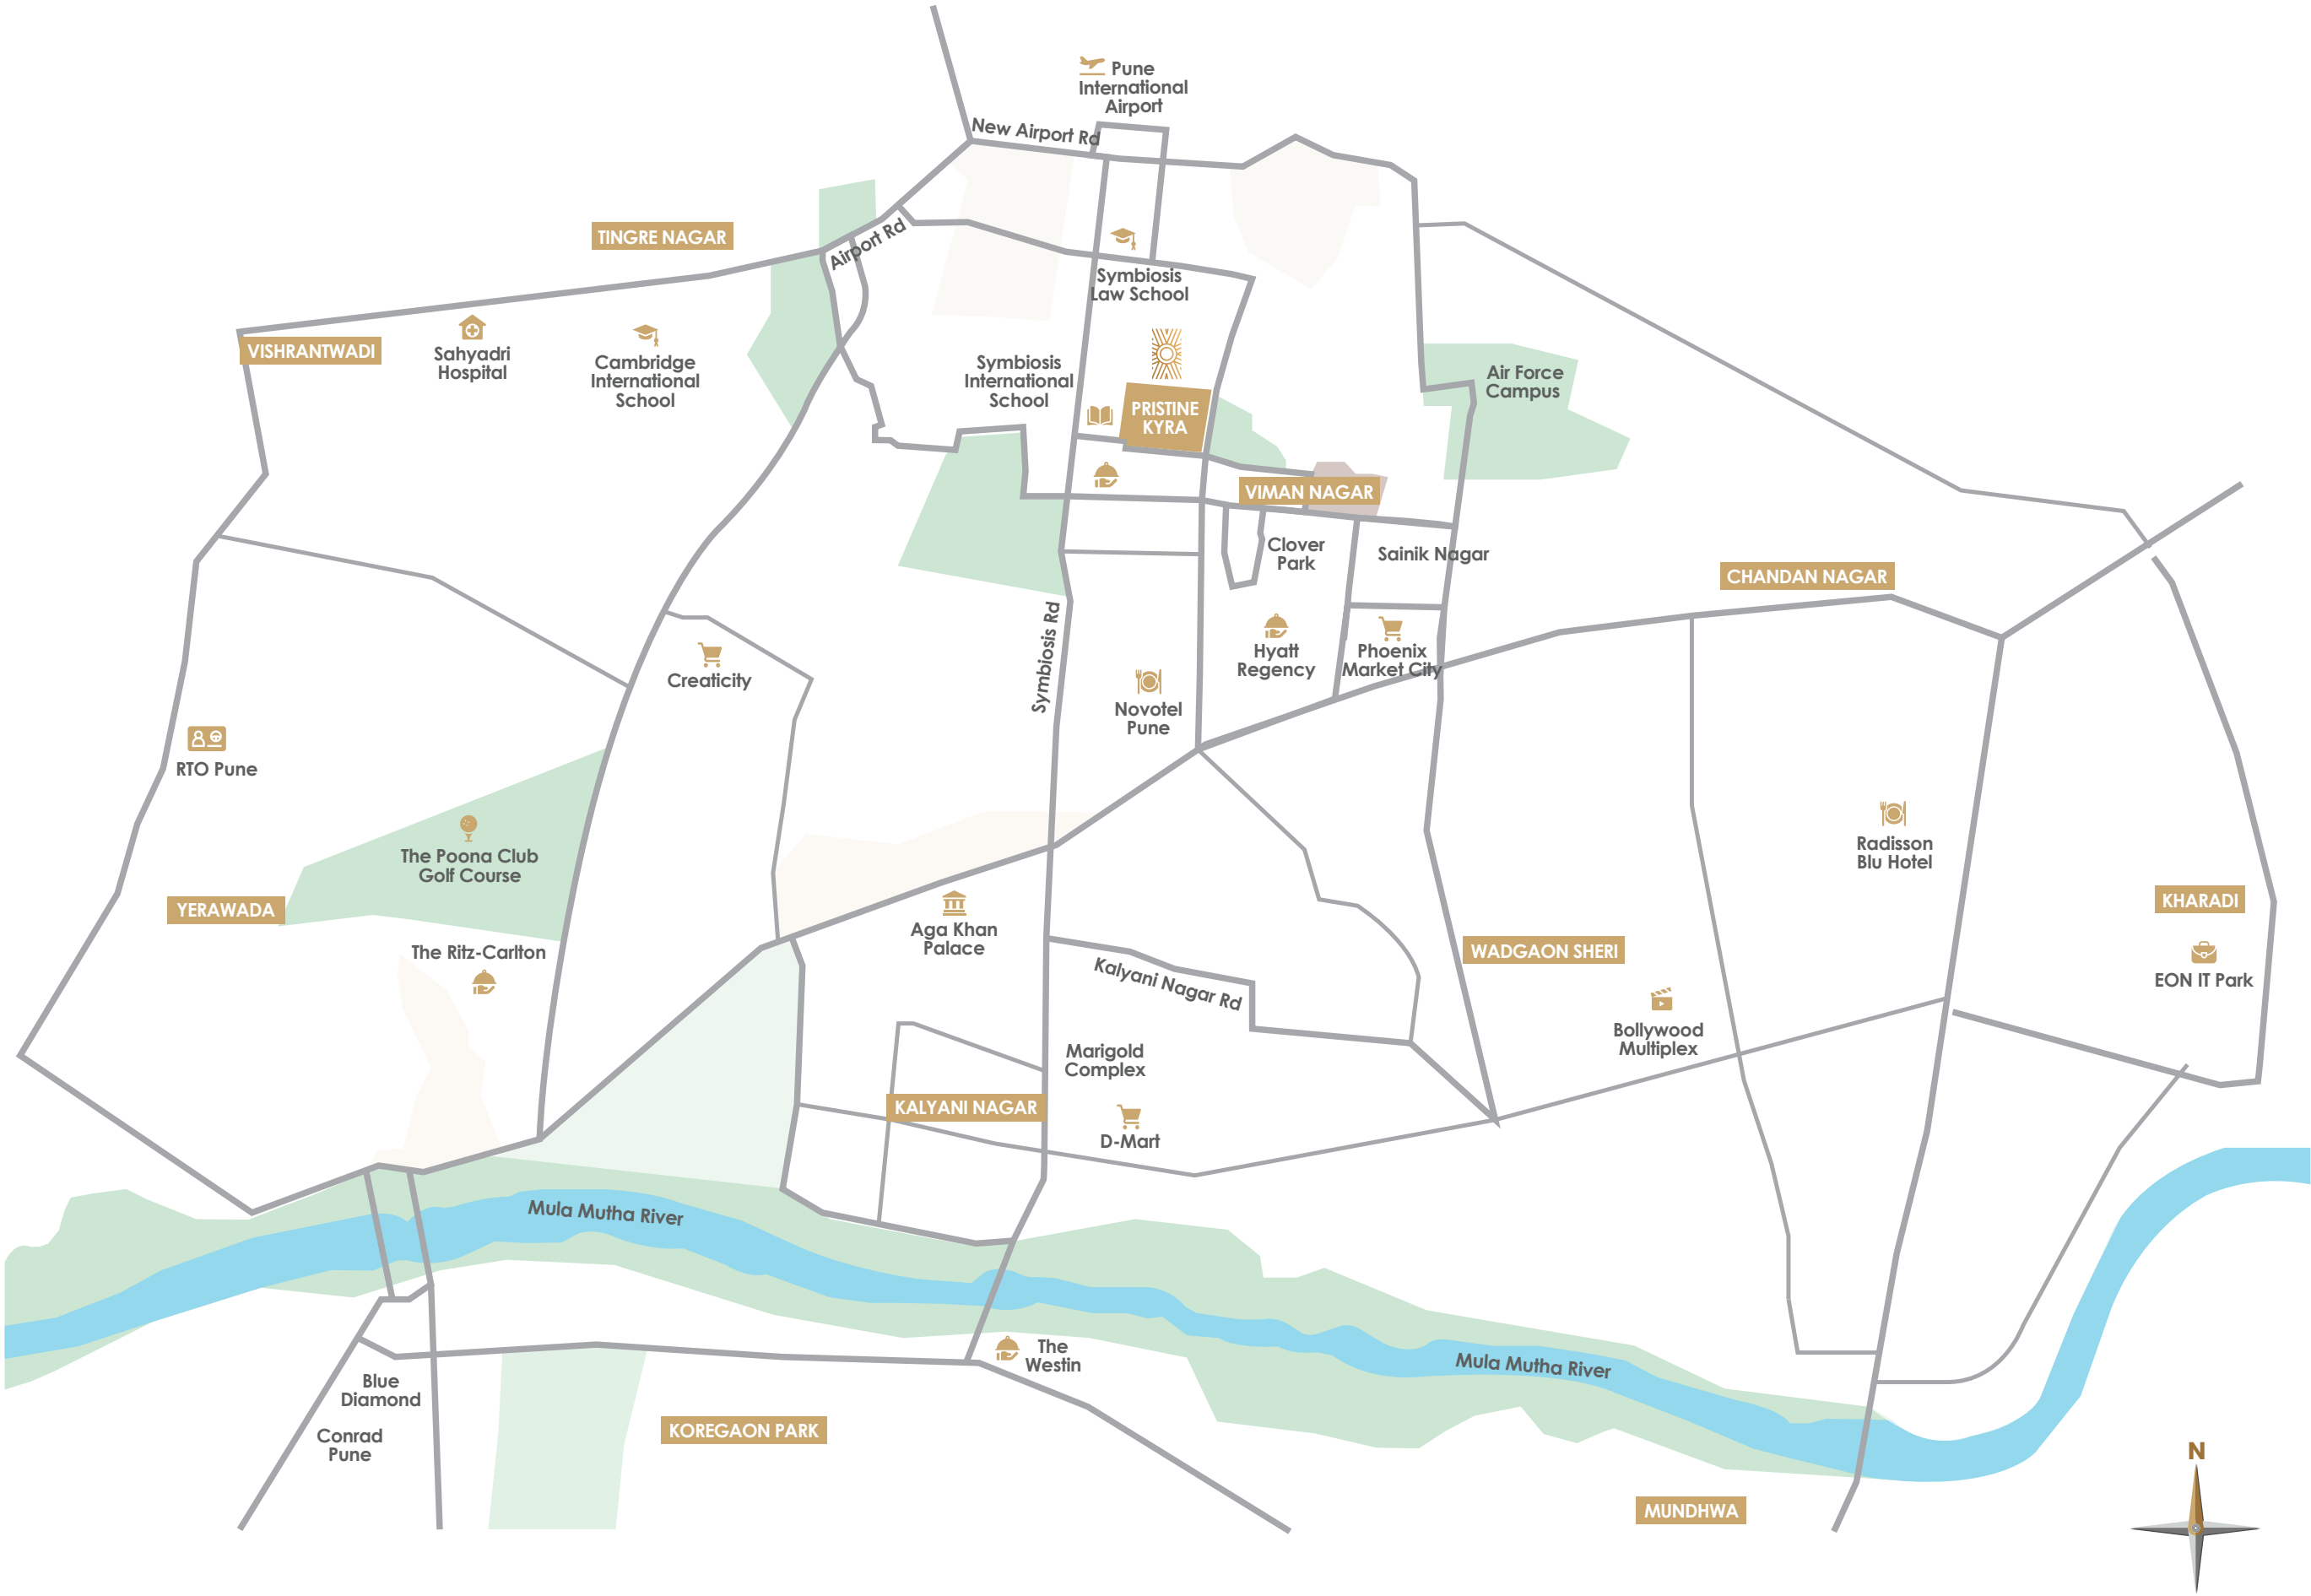 Pune
International
Airport
New Airport Rd
TINGRE NAGAR
Airport Rd
Symbiosis
Law School
VISHRANTWADI
Sahyadri
Hospital
Cambridge
International
School
Symbiosis
International
School
PRISTINE
KYRA
Air Force
Campus
VIMAN NAGAR
Clover
Park
Sainik Nagar
CHANDAN NAGAR
Symbiosis Rd
Creaticity
Hyatt
Regency
Phoenix
Market City
Novotel
Pune
RTO Pune
The Poona Club
Golf Course
Radisson
Blu Hotel
YERAWADA
KHARADI
The Ritz-Carlton
Aga Khan
Palace
WADGAON SHERI
Kalyani Nagar Rd
EON IT Park
Bollywood
Multiplex
Marigold
Complex
KALYANI NAGAR
D-Mart
Mula Mutha River
The
Westin
Mula Mutha River
Blue
Diamond
KOREGAON PARK
Conrad
Pune
N
MUNDHWA